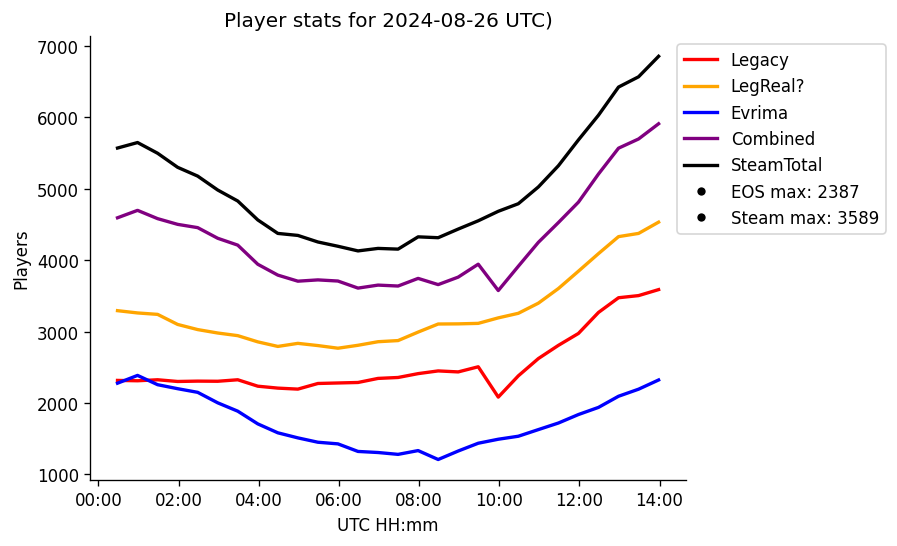 Player stats for 2024-08-26 UTC)
7000
6000
5000
4000
3000
2000
1000
Players
00:00 02:00 04:00 06:00 08:00 10:00 12:00 14:00
UTC HH:mm
Legacy
LegReal?
Evrima
Combined
SteamTotal
EOS max: 2387
Steam max: 3589